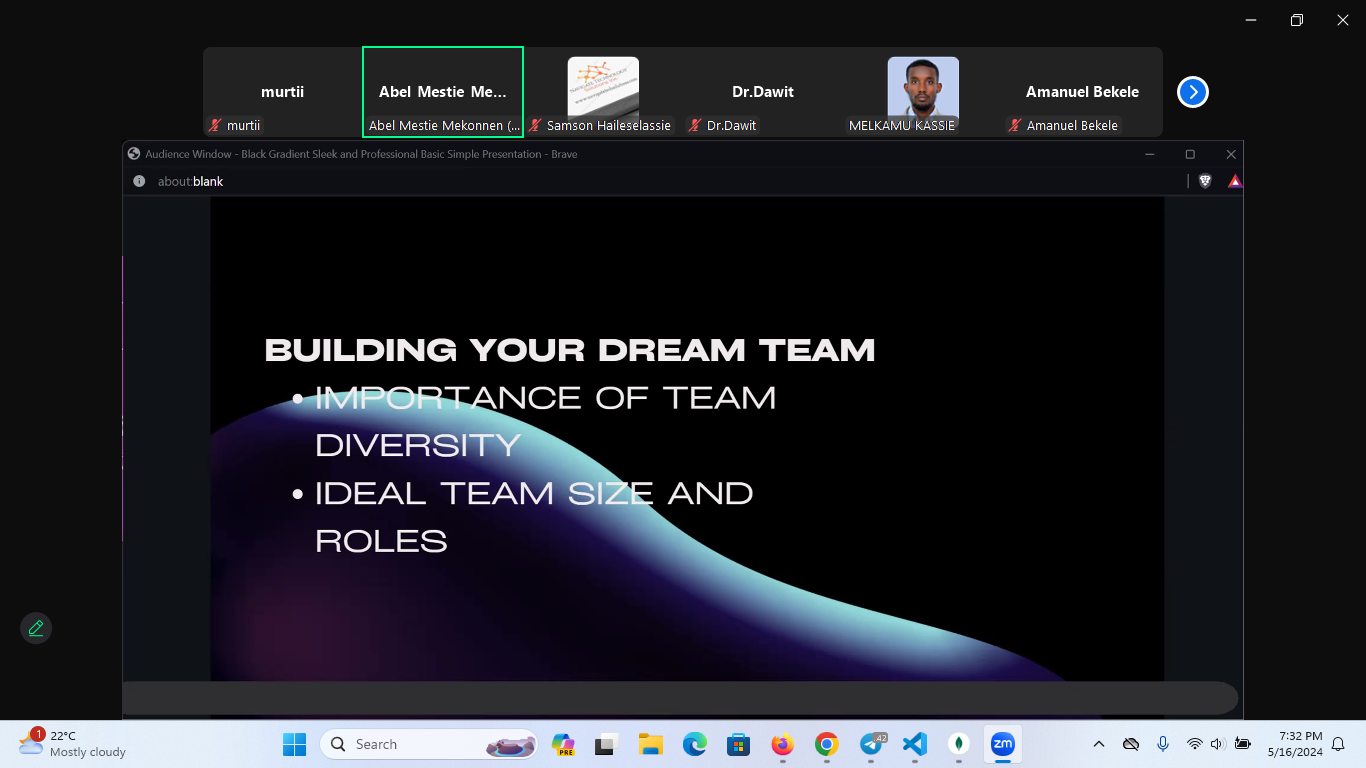 murtii
Abel Mestie Me...
Dr.Dawit
Amanuel Bekele
murtii
Abel Mestie Mekonnen (...
Samson Haileselassie
Dr.Dawit
MELKAMU KASSIE
Amanuel Bekele
Audience Window - Black Gradient Sleek and Professional Basic Simple Presentation - Brave
about:blank
BUILDING YOUR DREAM TEAM
• IMPORTANCE OF TEAM
DIVERSITY
• IDEAL TEAM SIZE AND
ROLES
1
22°C
Mostly cloudy
Search
PRE
42
zm
7:32 PM
5/16/2024